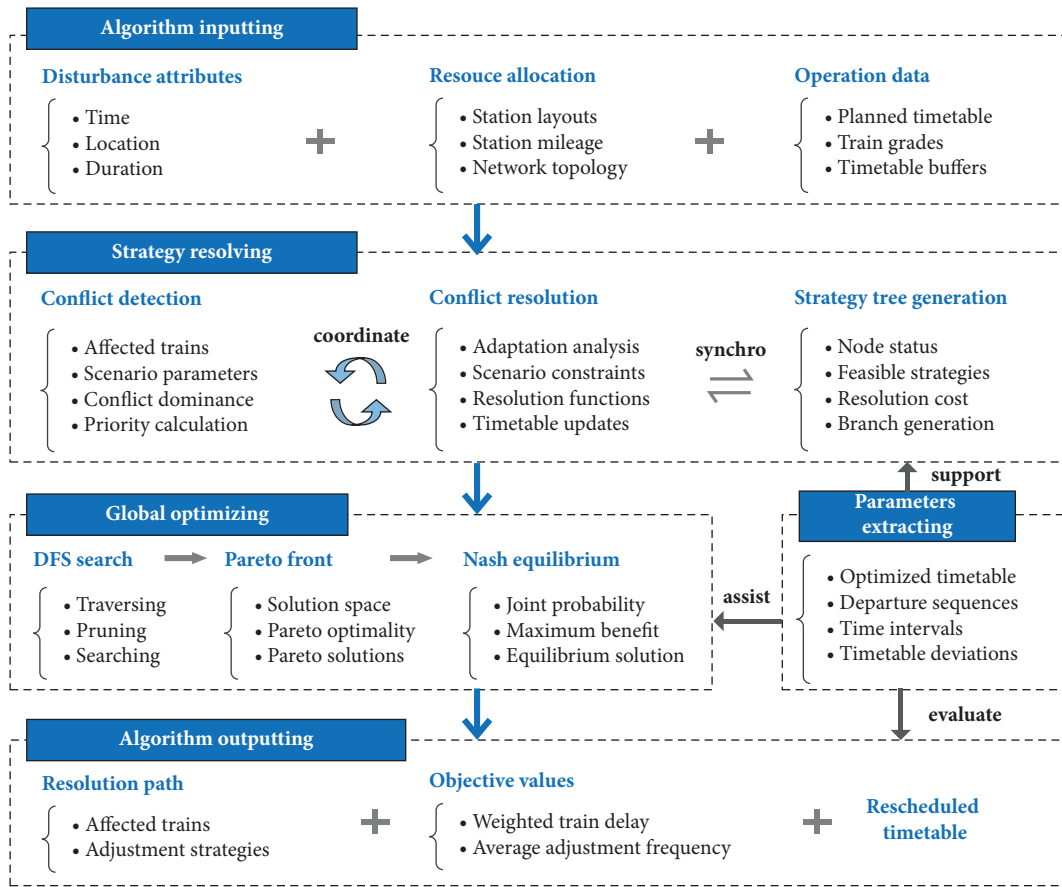 Algorithm inputting
Disturbance attributes
• Time
• Location
• Duration
Resouce allocation
• Station layouts
• Station mileage
• Network topology
Operation data
• Planned timetable
• Train grades
• Timetable buffers
Strategy resolving
Conflict detection
• Affected trains
• Scenario parameters
• Conflict dominance
• Priority calculation
coordinate
Conflict resolution
• Adaptation analysis
• Scenario constraints
• Resolution functions
• Timetable updates
synchro
Strategy tree generation
• Node status
• Feasible strategies
• Resolution cost
• Branch generation
support
Global optimizing
DFS search
• Traversing
• Pruning
• Searching
Pareto front
• Solution space
• Pareto optimality
• Pareto solutions
Nash equilibrium
• Joint probability
• Maximum benefit
• Equilibrium solution
assist
Parameters
extracting
• Optimized timetable
• Departure sequences
• Time intervals
• Timetable deviations
evaluate
Algorithm outputting
Resolution path
• Affected trains
• Adjustment strategies
Objective values
• Weighted train delay
• Average adjustment frequency
Rescheduled
timetable